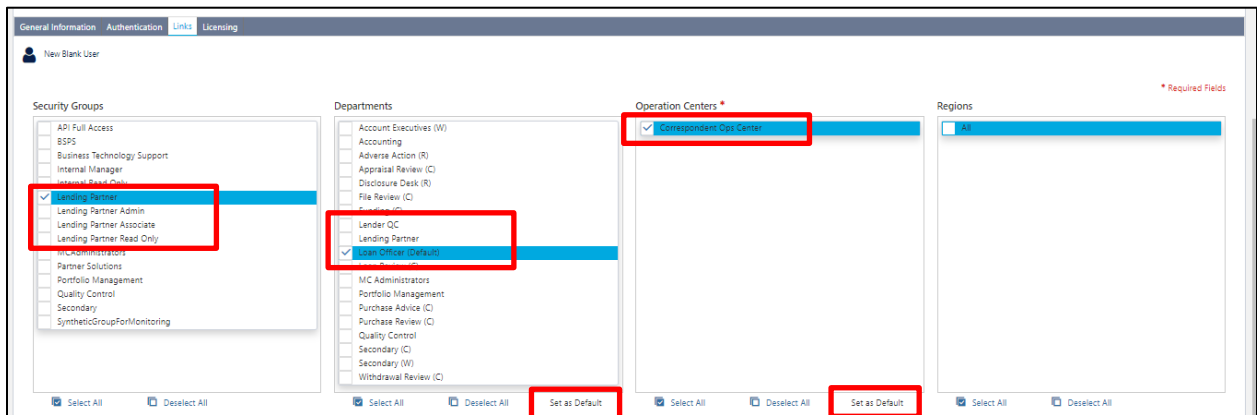 General Information Authentication Links Licensing
New Blank User
* Required Fields
Security Groups
API Full Access
BSPS
Business Technology Support
Internal Manager
Internal Read Only
Lending Partner
Lending Partner Admin
Lending Partner Associate
Lending Partner Read Only
MCAdministrators
Partner Solutions
Portfolio Management
Quality Control
Secondary
SyntheticGroupForMonitoring
Select All Deselect All
Departments
Account Executives (W)
Accounting
Adverse Action (R)
Appraisal Review (C)
Disclosure Desk (R)
File Review (C)
Funding (C)
Lender QC
Lending Partner
Loan Officer (Default)
Loan Review (C)
MC Administrators
Portfolio Management
Purchase Advice (C)
Purchase Review (C)
Quality Control
Secondary (C)
Secondary (W)
Withdrawal Review (C)
Select All Deselect All Set as Default
Operation Centers *
Correspondent Ops Center
Select All Deselect All Set as Default
Regions
All
Select All Deselect All